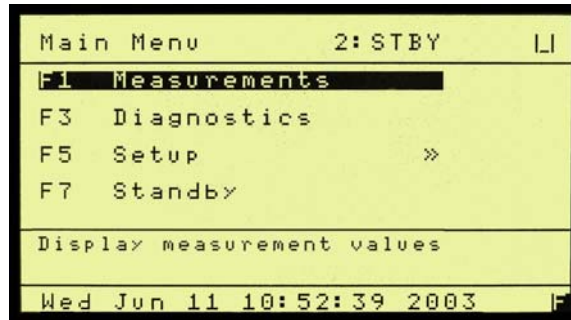 Main Menu 2:STBY
F1 Measurements
F3 Diagnostics
F5 Setup »
F7 Standby
Display measurement values
Wed Jun 11 10:52:39 2003 F